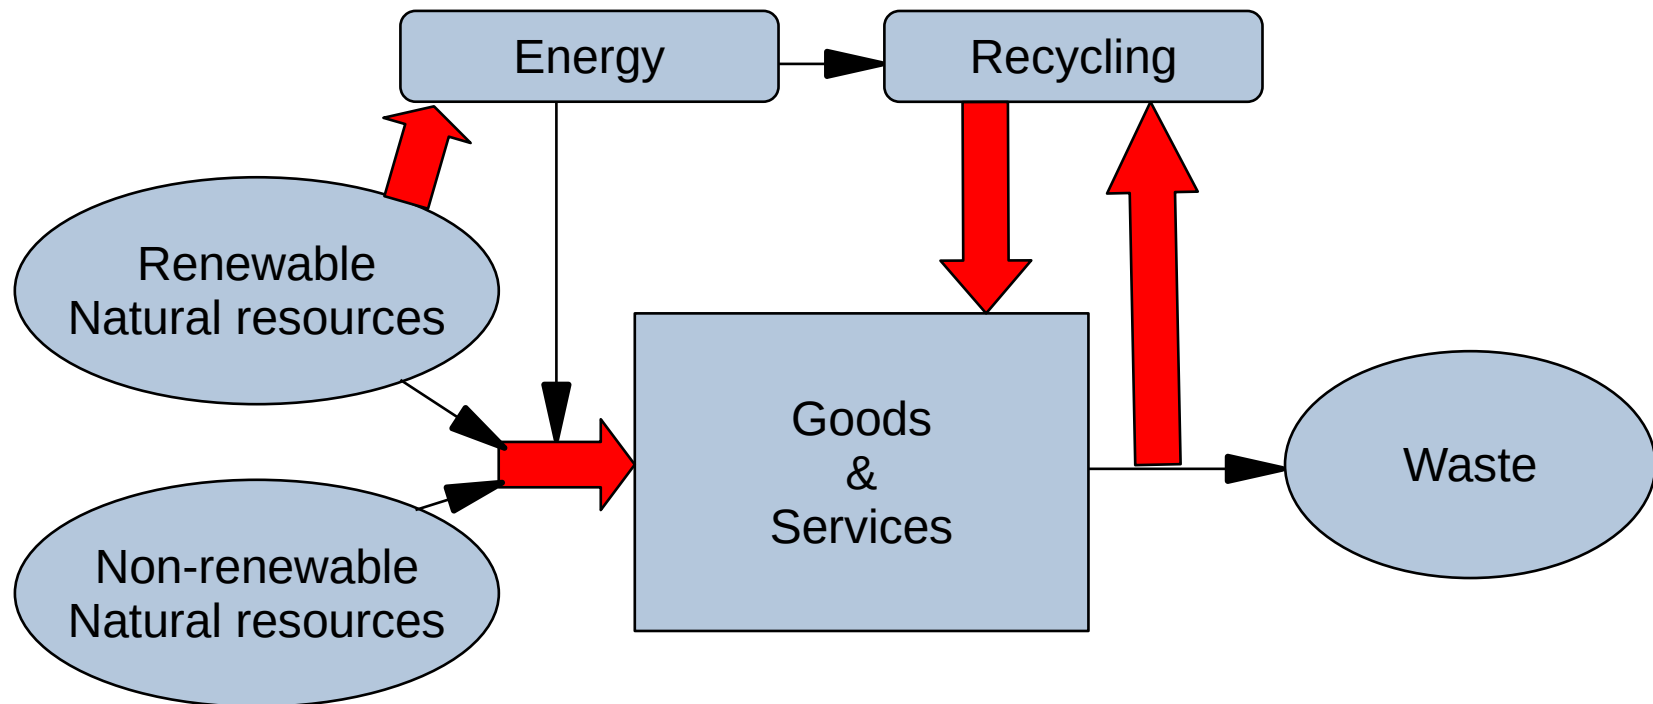 Energy
Recycling
Renewable
Natural resources
Goods
&
Services
Waste
Non-renewable
Natural resources